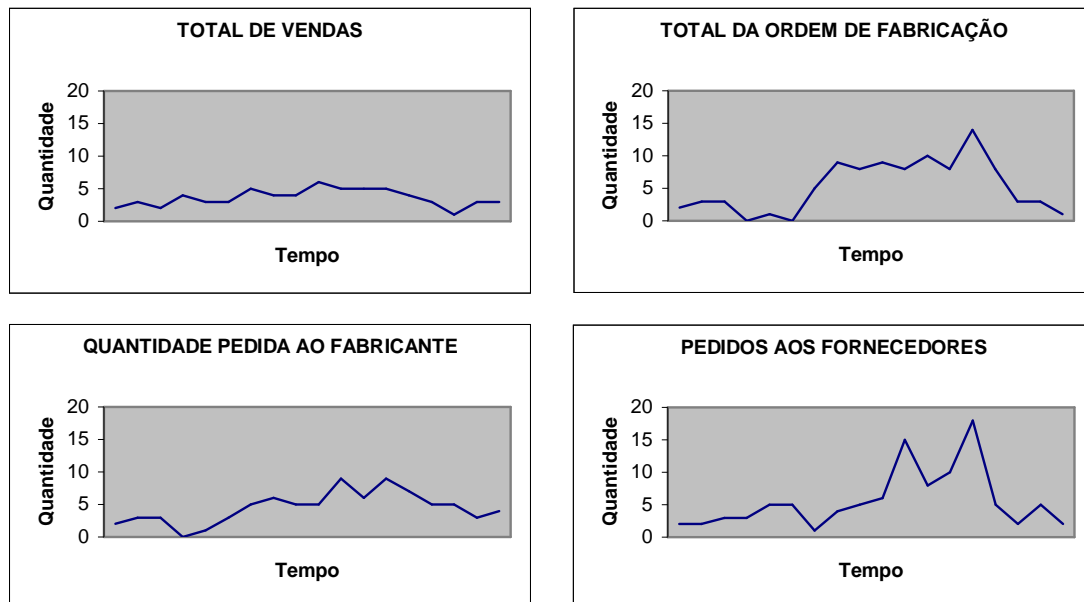 TOTAL DE VENDAS
20
15
10
5
0
Quantidade
Tempo
TOTAL DA ORDEM DE FABRICAÇÃO
20
15
10
5
0
Quantidade
Tempo
QUANTIDADE PEDIDA AO FABRICANTE
20
15
10
5
0
Quantidade
Tempo
PEDIDOS AOS FORNECEDORES
20
15
10
5
0
Quantidade
Tempo